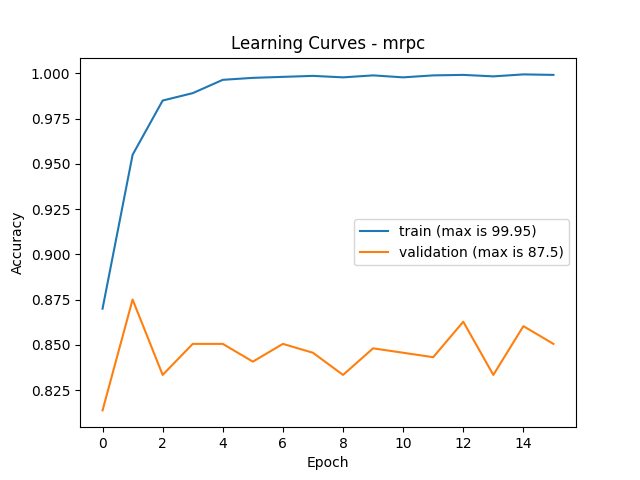 Learning Curves - mrpc
1.000
0.975
0.950
0.925
0.900
0.875
0.850
0.825
Accuracy
train (max is 99.95)
validation (max is 87.5)
0 2 4 6 8 10 12 14
Epoch